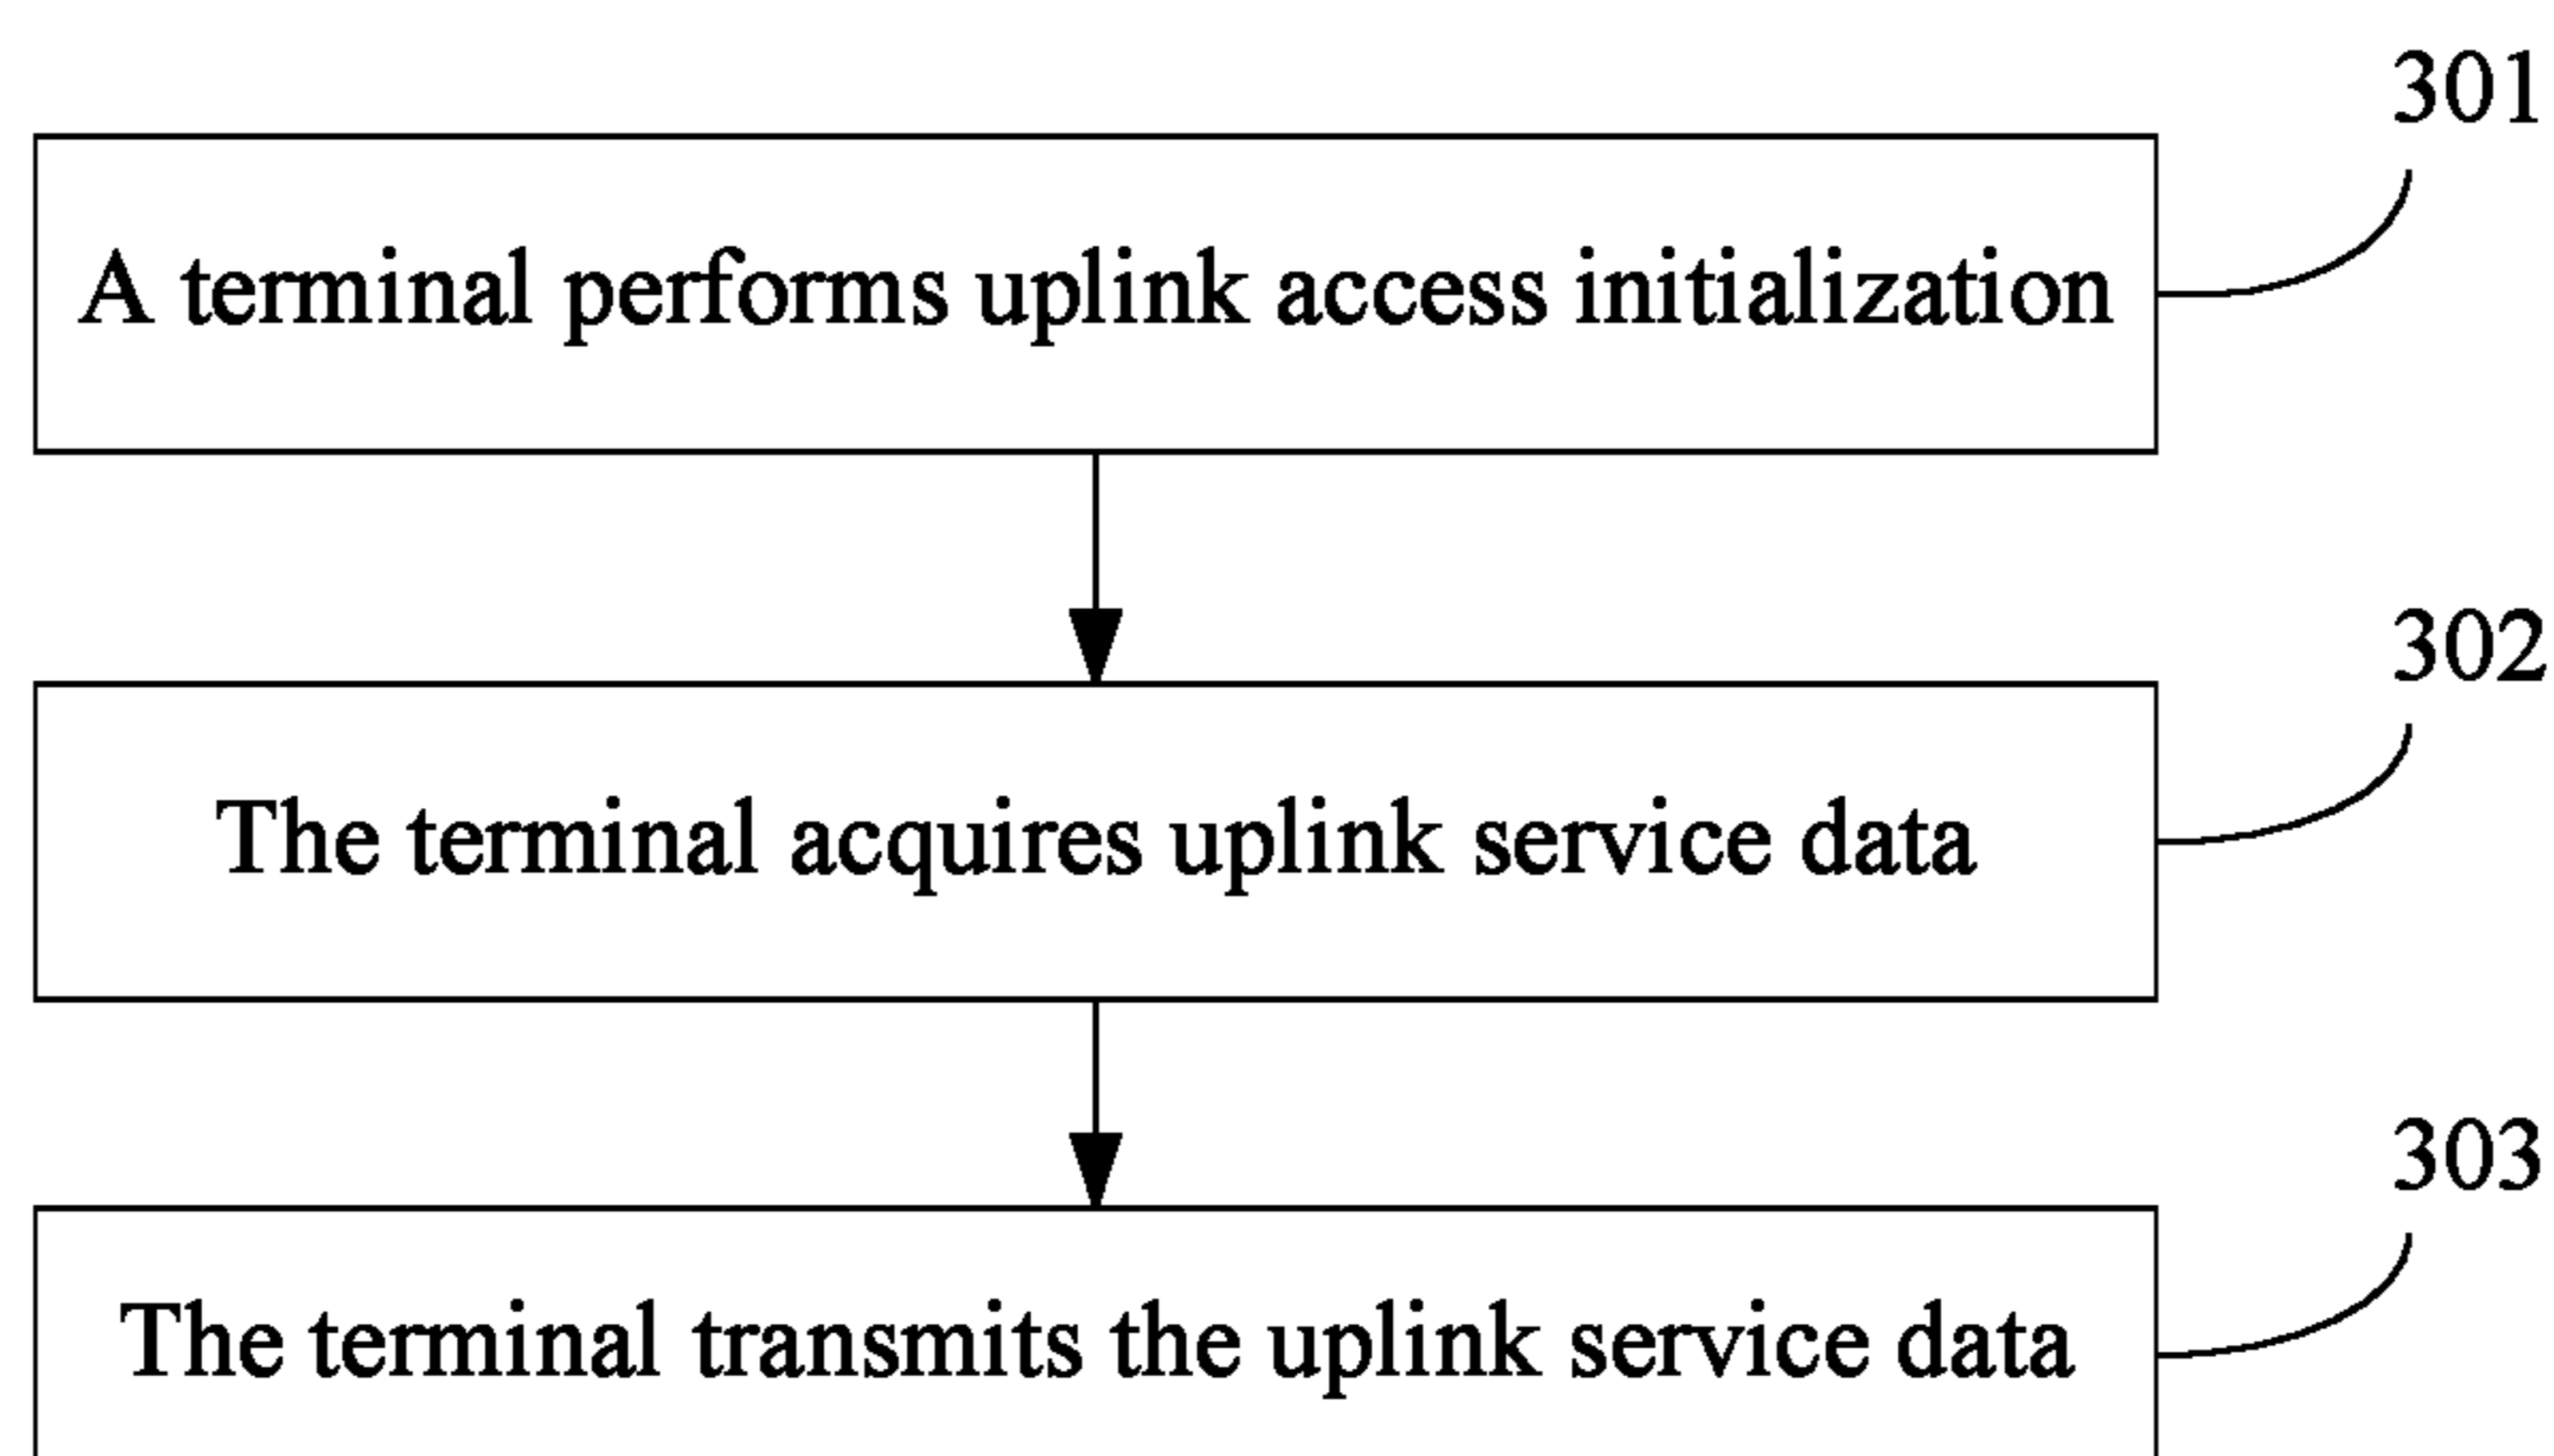 301
A terminal performs uplink access initialization
302
The terminal acquires uplink service data
303
The terminal transmits the uplink service data